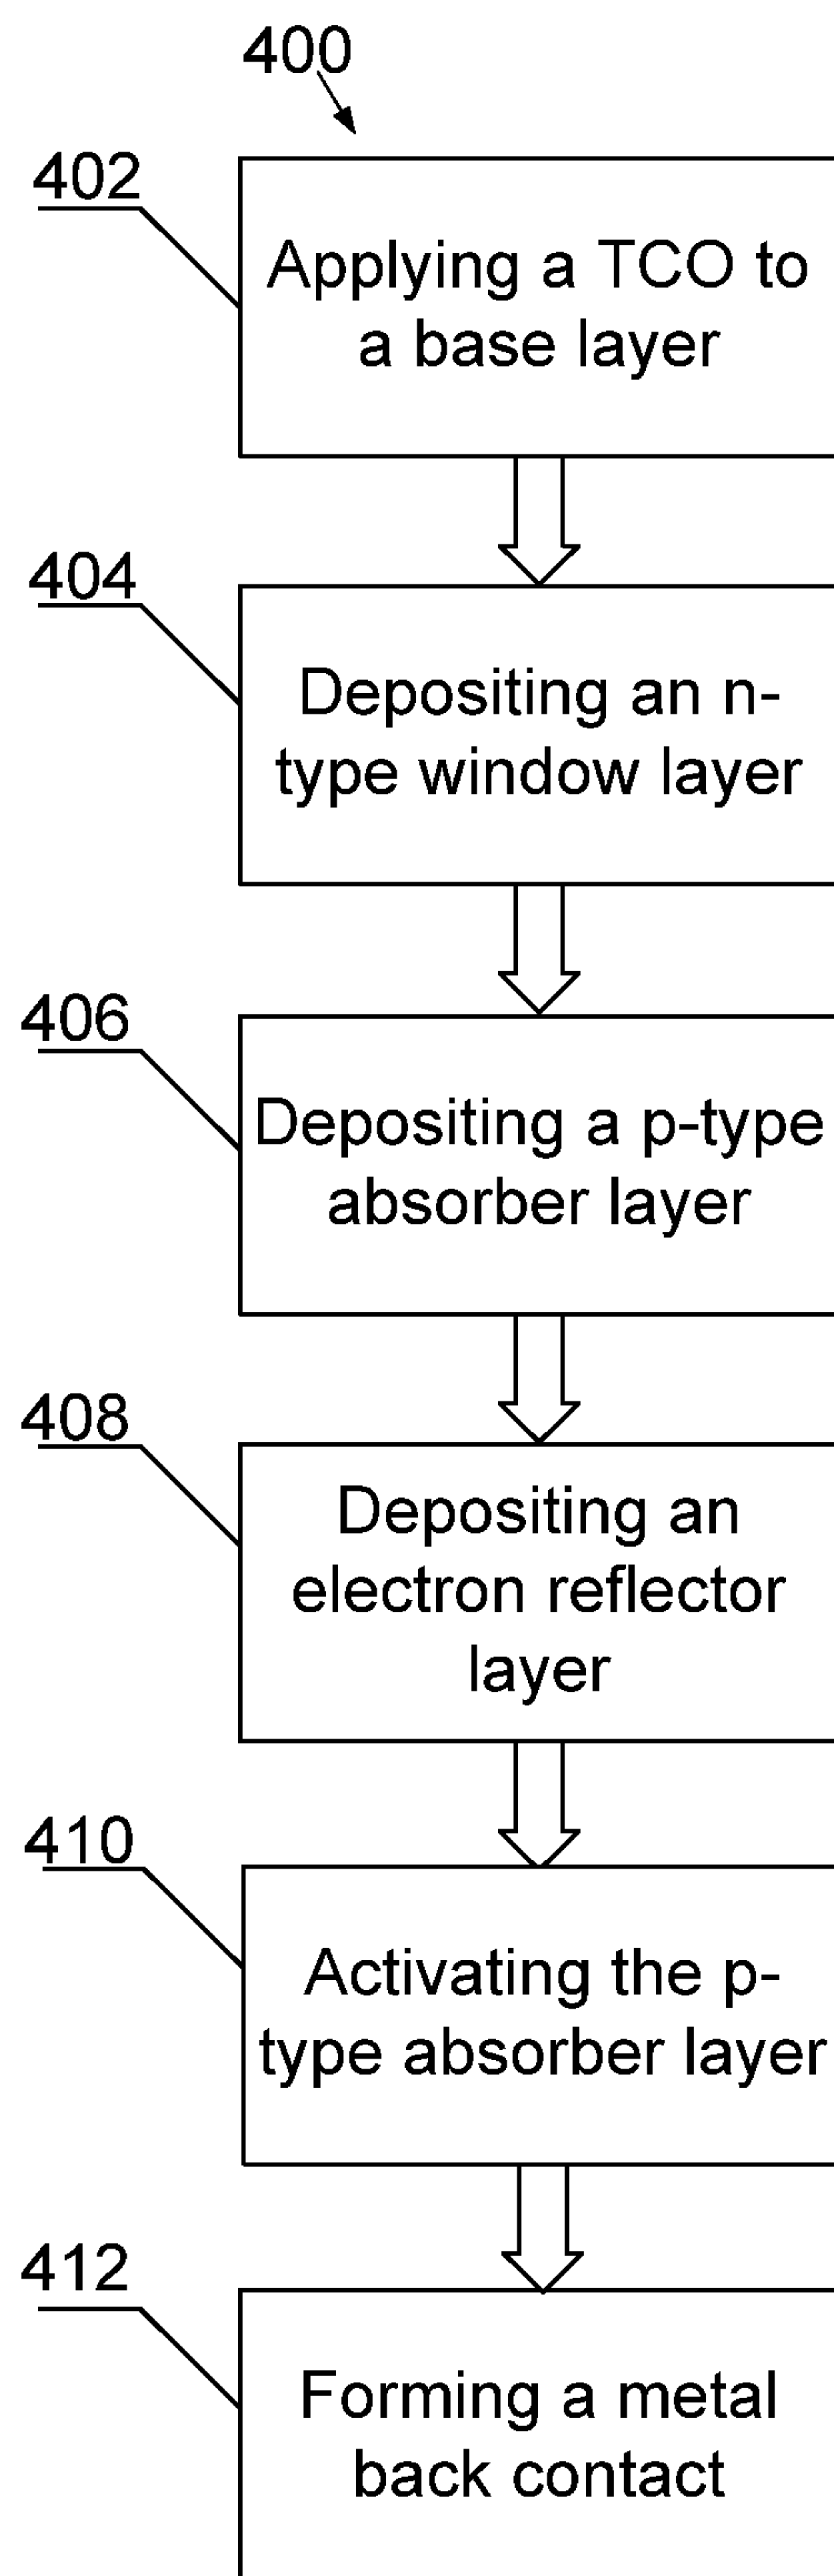 400
402
Applying a TCO to
a base layer
404
Depositing an n-
type window layer
406
Depositing a p-type
absorber layer
408
Depositing an
electron reflector
layer
410
Activating the p-
type absorber layer
412
Forming a metal
back contact